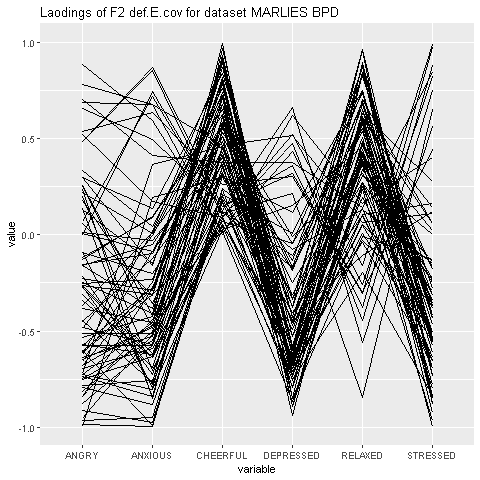 Laodings of F2 def.E.cov for dataset MARLIES BPD
1.0
0.5
0.0
-0.5
-1.0
value
ANGRY ANXIOUS CHEERFUL DEPRESSED RELAXED STRESSED
variable